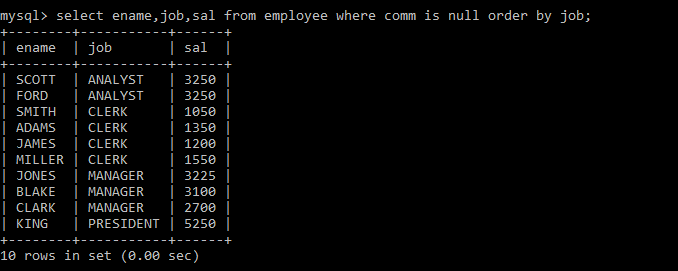 mysql> select ename,job,sal from employee where comm is null order by job;
+--------+-----------+------+
| ename  | job       | sal  |
+--------+-----------+------+
| SCOTT  | ANALYST   | 3250 |
| FORD   | ANALYST   | 3250 |
| SMITH  | CLERK     | 1050 |
| ADAMS  | CLERK     | 1350 |
| JAMES  | CLERK     | 1200 |
| MILLER | CLERK     | 1550 |
| JONES  | MANAGER   | 3225 |
| BLAKE  | MANAGER   | 3100 |
| CLARK  | MANAGER   | 2700 |
| KING   | PRESIDENT | 5250 |
+--------+-----------+------+
10 rows in set (0.00 sec)